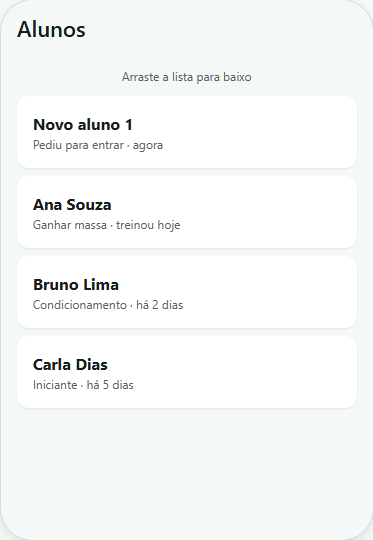 Alunos
Arraste a lista para baixo
Novo aluno 1
Pediu para entrar · agora
Ana Souza
Ganhar massa · treinou hoje
Bruno Lima
Condicionamento · há 2 dias
Carla Dias
Iniciante · há 5 dias